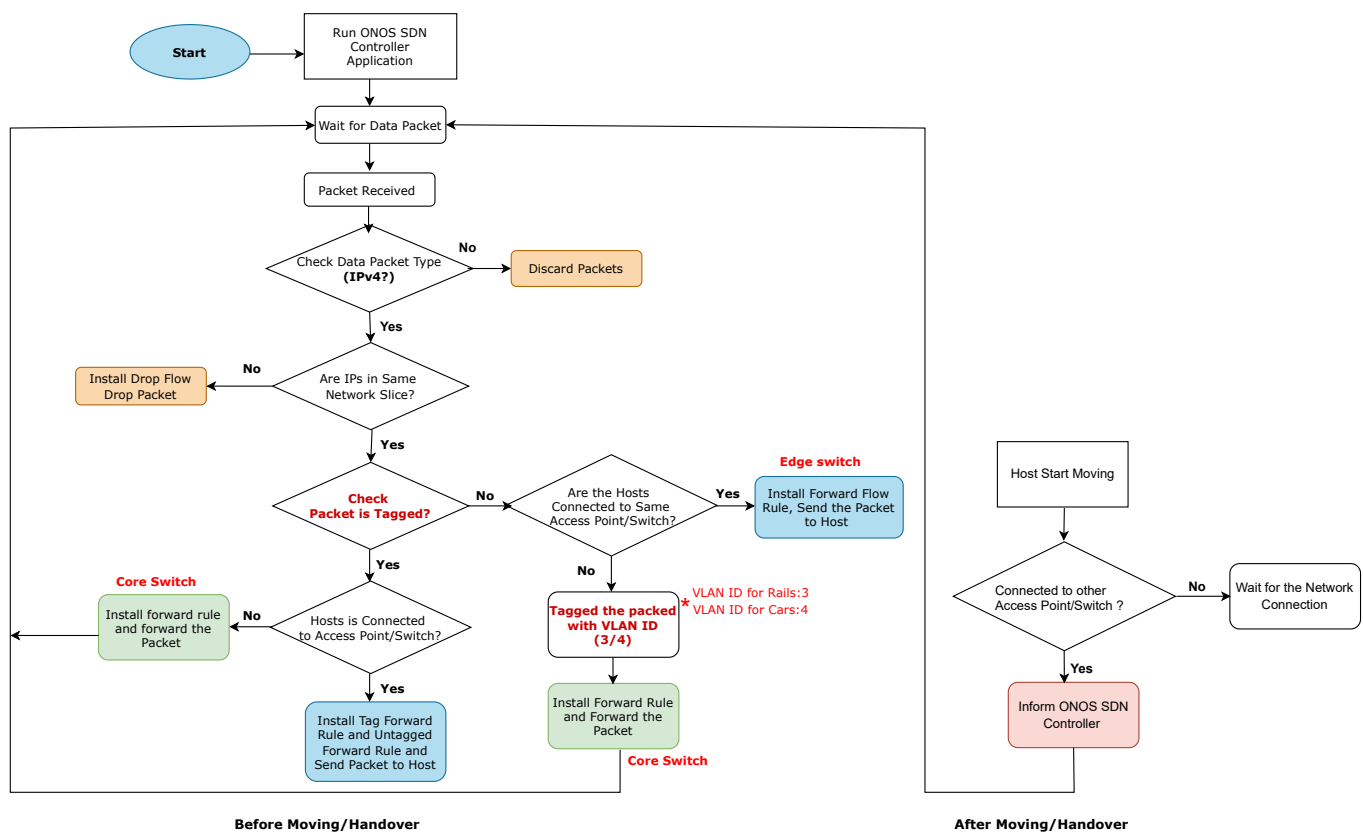 Start
Run ONOS SDN
Controller
Application
Wait for Data Packet
Packet Received
Check Data Packet Type
(IPv4?)
No
Discard Packets
Yes
Are IPs in Same
Network Slice?
No
Install Drop Flow
Drop Packet
Yes
Check
Packet is Tagged?
No
Are the Hosts
Connected to Same
Access Point/Switch?
Yes
Edge switch
Install Forward Flow
Rule, Send the Packet
to Host
Yes
No
Core Switch
Install forward rule
and forward the
Packet
No
Hosts is Connected
to Access Point/Switch?
Yes
Install Tag Forward
Rule and Untagged
Forward Rule and
Send Packet to Host
Tagged the packed
with VLAN ID
(3/4)
*
VLAN ID for Rails:3
VLAN ID for Cars:4
Install Forward Rule
and Forward the
Packet
Core Switch
Before Moving/Handover
Host Start Moving
Connected to other
Access Point/Switch ?
No
Wait for the Network
Connection
Yes
Inform ONOS SDN
Controller
After Moving/Handover